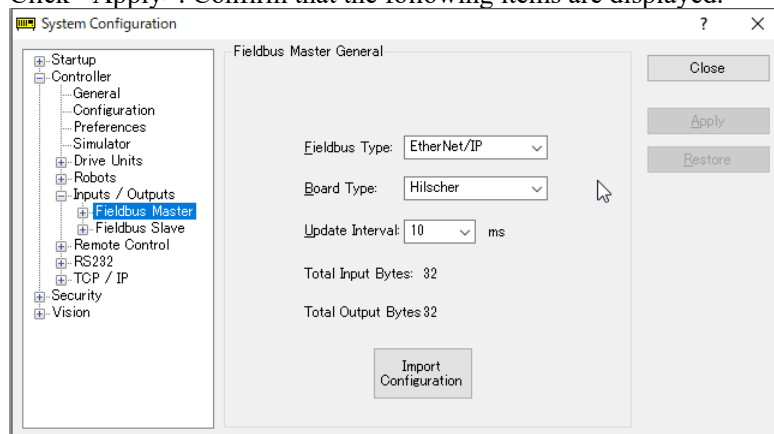 Click "Apply". Confirm that the following items are displayed.
System Configuration
? ×
Startup
Controller
General
Configuration
Preferences
Simulator
Drive Units
Robots
Inputs / Outputs
Fieldbus Master
Fieldbus Slave
Remote Control
RS232
TCP / IP
Security
Vision
Fieldbus Master General
Fieldbus Type: EtherNet/IP
Board Type: Hilscher
Update Interval: 10 ms
Total Input Bytes: 32
Total Output Bytes 32
Import
Configuration
Close
Apply
Restore